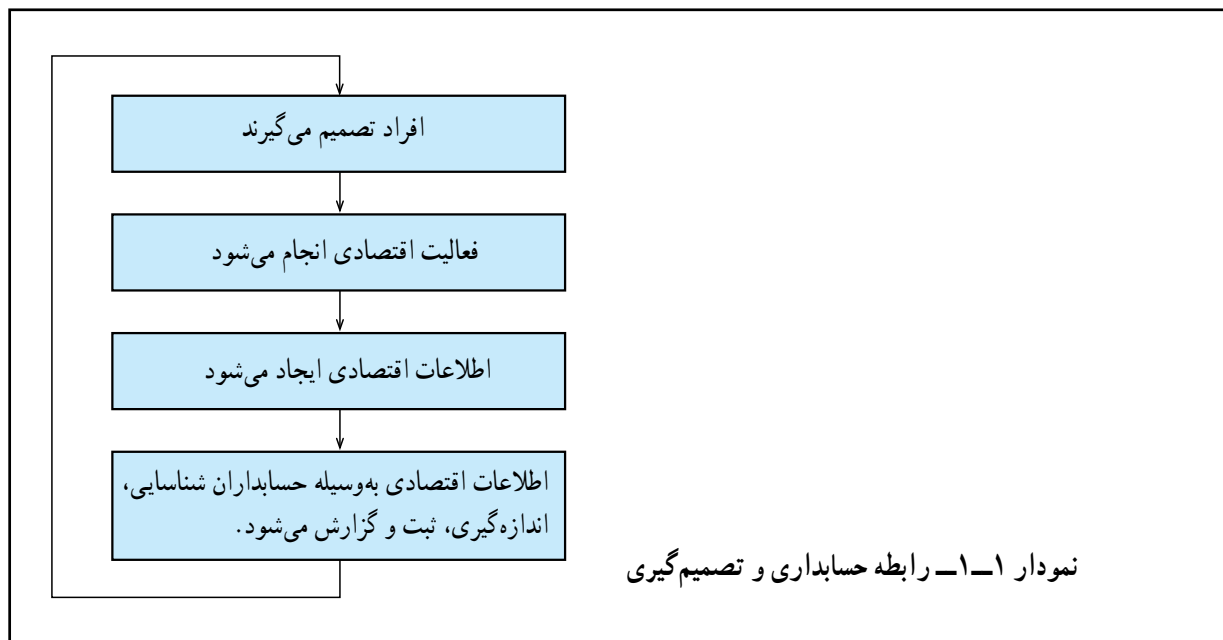 افراد تصمیم می‌گیرند
فعالیت اقتصادی انجام می‌شود
اطلاعات اقتصادی ایجاد می‌شود
اطلاعات اقتصادی به‌وسیله حسابداران شناسایی،
اندازه‌گیری، ثبت و گزارش می‌شود.
نمودار ۱ــ۱ــ رابطه حسابداری و تصمیم‌گیری